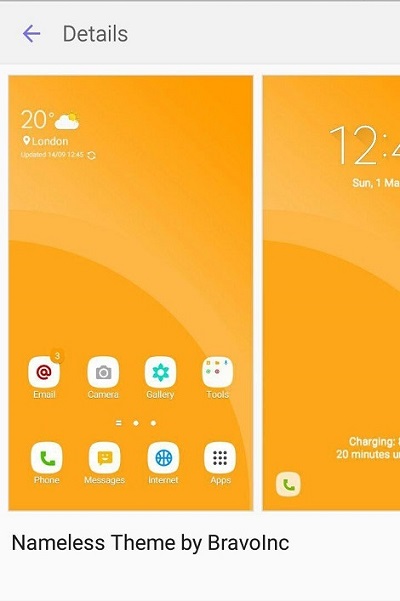 Details
20°
London
Updated 14/09 12:45
3
Email
Camera
Gallery
Tools
Phone
Messages
Internet
Apps
12:4
Sun, 1 Ma
Charging:
20 minutes u
Nameless Theme by BravoInc